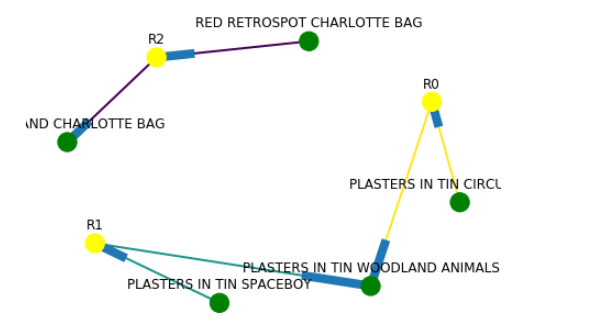 RED RETROSPOT CHARLOTTE BAG
R2
R0
AND CHARLOTTE BAG
PLASTERS IN TIN CIRCU
R1
PLASTERS IN TIN WOODLAND ANIMALS
PLASTERS IN TIN SPACEBOY